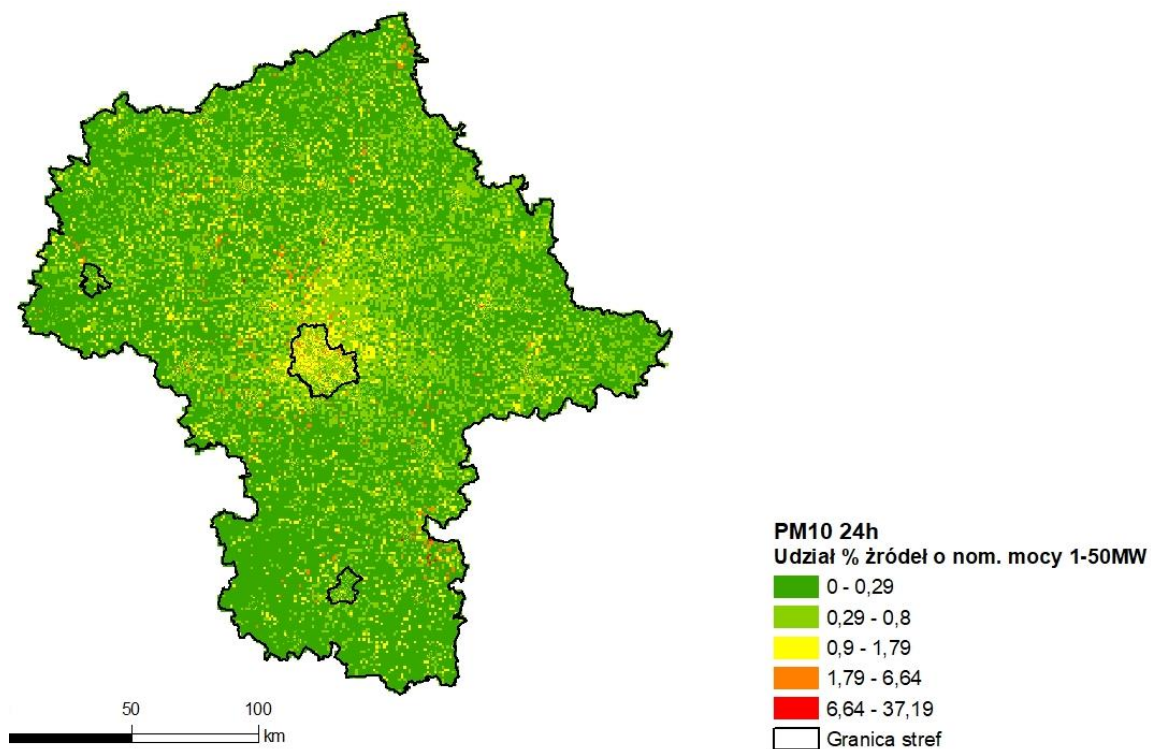 PM10 24h
Udział % źródeł o nom. mocy 1-50MW
0 - 0,29
0,29 - 0,8
0,9 - 1,79
1,79 - 6,64
6,64 - 37,19
Granica stref
50 100
km